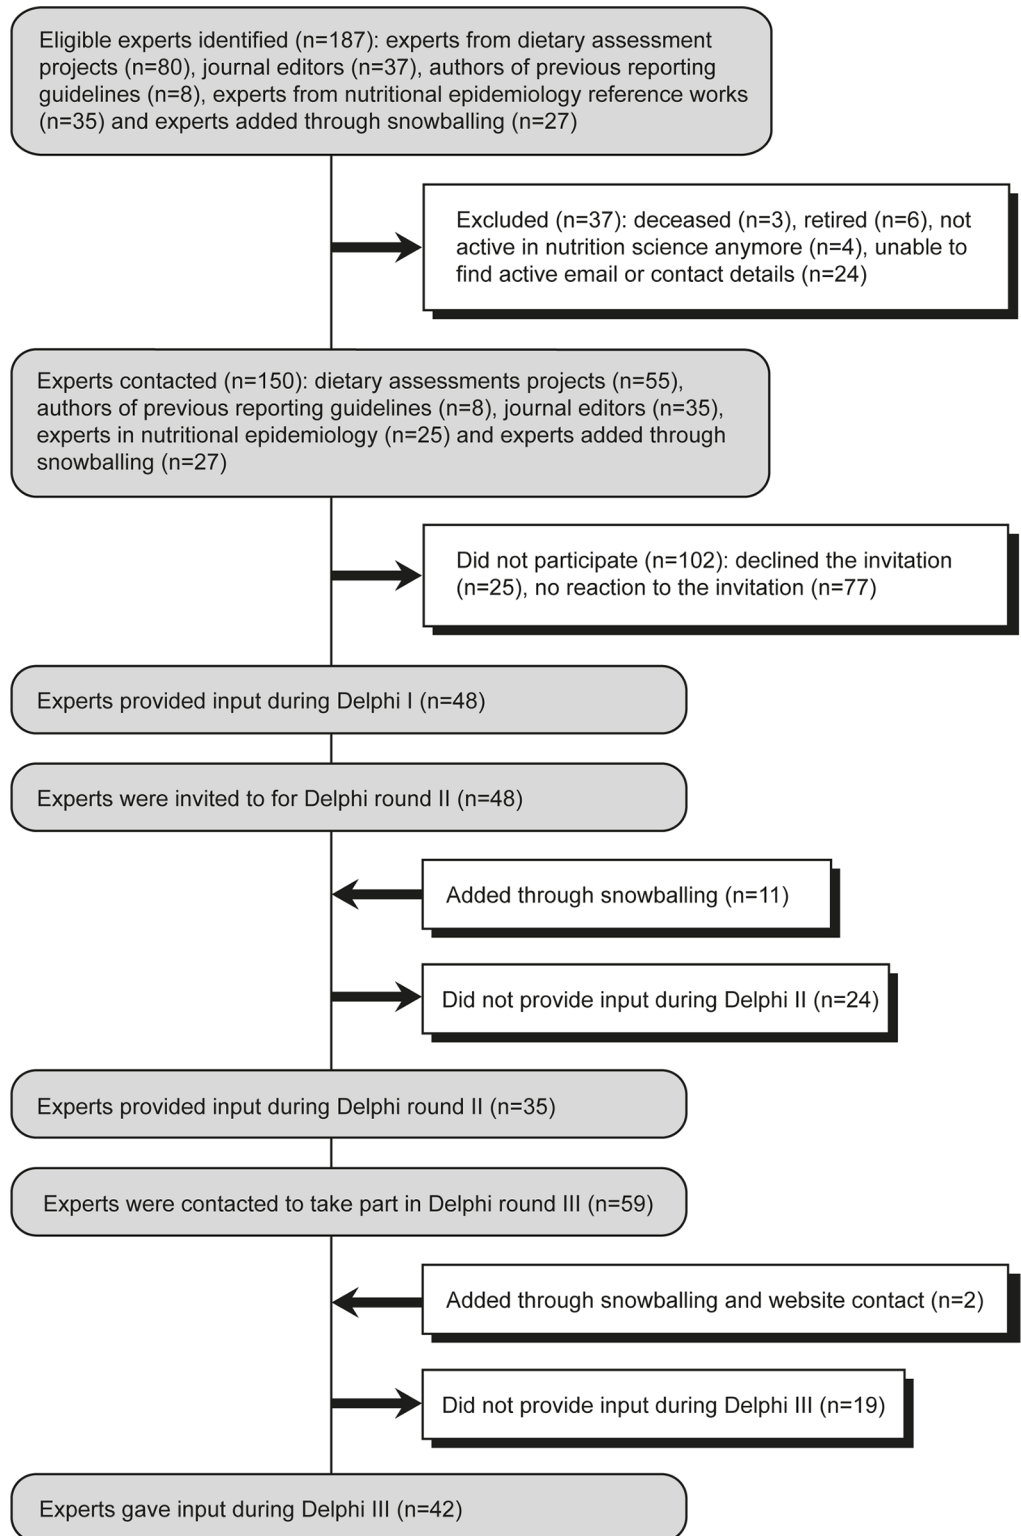 Eligible experts identified (n=187): experts from dietary assessment
projects (n=80), journal editors (n=37), authors of previous reporting
guidelines (n=8), experts from nutritional epidemiology reference works
(n=35) and experts added through snowballing (n=27)
Excluded (n=37): deceased (n=3), retired (n=6), not
active in nutrition science anymore (n=4), unable to
find active email or contact details (n=24)
Experts contacted (n=150): dietary assessments projects (n=55),
authors of previous reporting guidelines (n=8), journal editors (n=35),
experts in nutritional epidemiology (n=25) and experts added through
snowballing (n=27)
Did not participate (n=102): declined the invitation
(n=25), no reaction to the invitation (n=77)
Experts provided input during Delphi I (n=48)
Experts were invited to for Delphi round II (n=48)
Added through snowballing (n=11)
Did not provide input during Delphi II (n=24)
Experts provided input during Delphi round II (n=35)
Experts were contacted to take part in Delphi round III (n=59)
Added through snowballing and website contact (n=2)
Did not provide input during Delphi III (n=19)
Experts gave input during Delphi III (n=42)